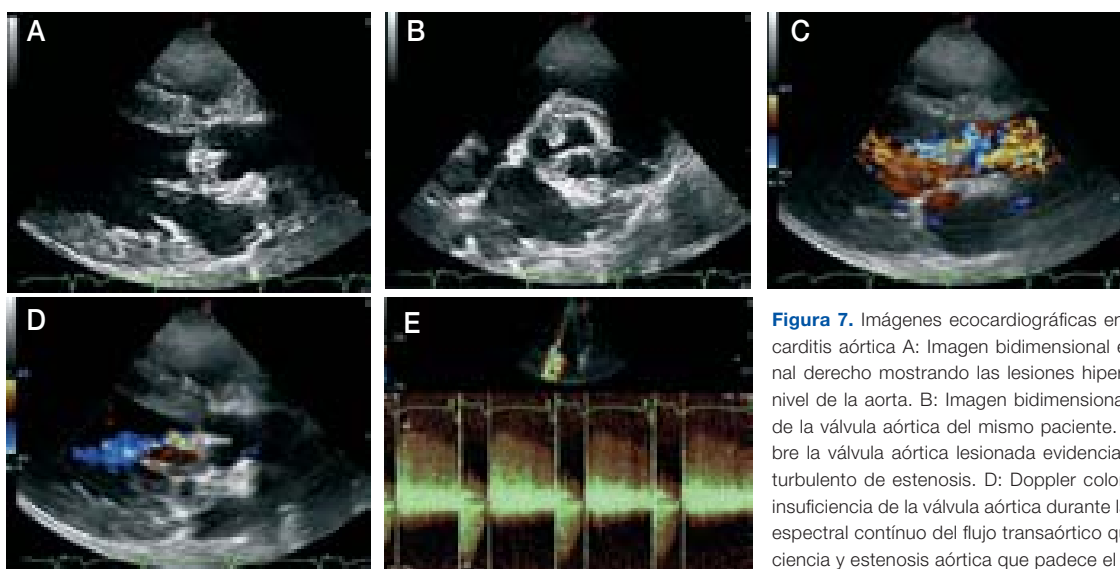 A
B
C
D
E
Figura 7. Imágenes ecocardiográficas en
carditis aórtica A: Imagen bidimensional e
nal derecho mostrando las lesiones hiper
nivel de la aorta. B: Imagen bidimensiona
de la válvula aórtica del mismo paciente.
bre la válvula aórtica lesionada evidencia
turbulento de estenosis. D: Doppler colo
insuficiencia de la válvula aórtica durante l
espectral contínuo del flujo transaórtico qu
ciencia y estenosis aórtica que padece el